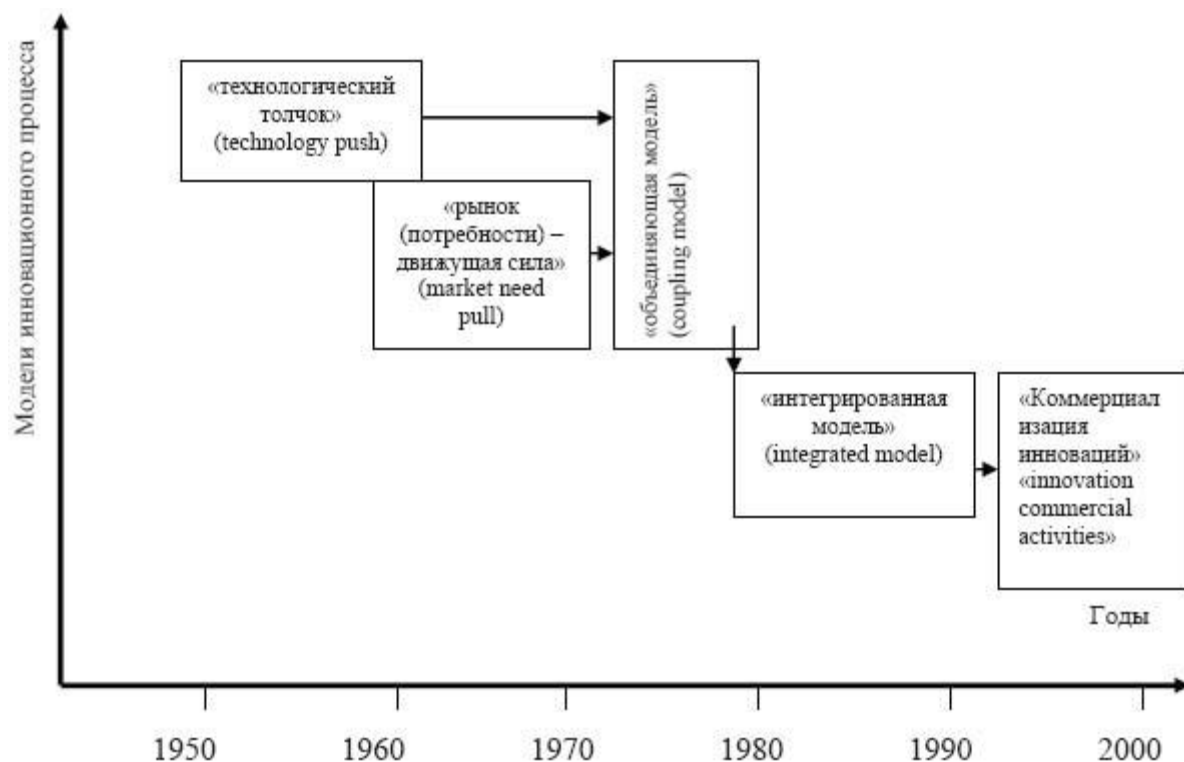 Модели инновационного процесса
«технологический
толчок»
(technology push)
«рынок
(потребности) –
движущая сила»
(market need
pull)
«объединяющая модель»
(coupling model)
«интегрированная
модель»
(integrated model)
«Коммерциал
изация
инноваций»
«innovation
commercial
activities»
Годы
1950 1960 1970 1980 1990 2000